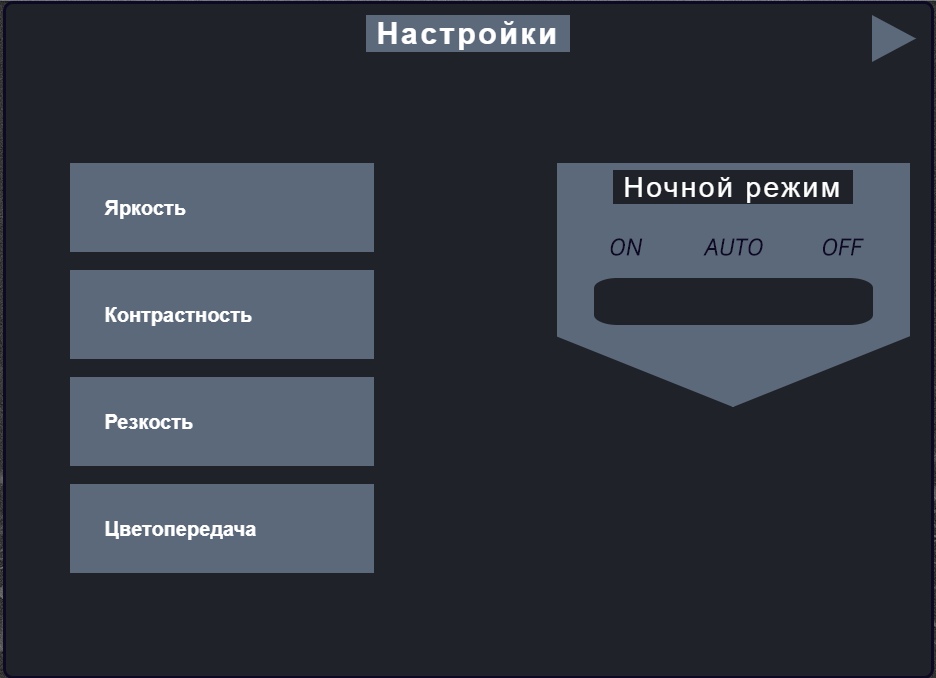 Настройки
Яркость
Контрастность
Резкость
Цветопередача
Ночной режим
ON AUTO OFF